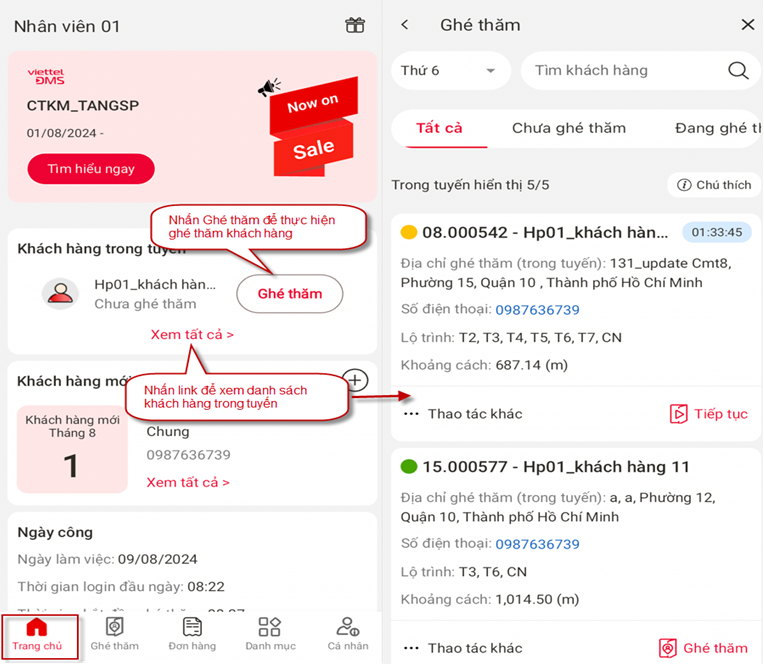 Nhân viên 01
viettel
DMS
CTKM_TANGSP
01/08/2024 -
Tìm hiểu ngay
Now on
Sale
Nhấn Ghé thăm để thực hiện
ghé thăm khách hàng
Khách hàng trong tuyến
Hp01_khách hàn...
Chưa ghé thăm
Ghé thăm
Xem tất cả >
Khách hàng mới
Nhấn link để xem danh sách
khách hàng trong tuyến
Khách hàng mới
Tháng 8
1
Chung
0987636739
Xem tất cả >
Ngày công
Ngày làm việc: 09/08/2024
Thời gian login đầu ngày: 08:22
Trang chủ
Ghé thăm
Đơn hàng
Danh mục
Cá nhân
Ghé thăm
Thứ 6
Tìm khách hàng
Tất cả
Chưa ghé thăm
Đang ghé th
Trong tuyến hiển thị 5/5
Chú thích
08.000542 - Hp01_khách hàn...
01:33:45
Địa chỉ ghé thăm (trong tuyến): 131_update Cmt8,
Phường 15, Quận 10 , Thành phố Hồ Chí Minh
Số điện thoại: 0987636739
Lộ trình: T2, T3, T4, T5, T6, T7, CN
Khoảng cách: 687.14 (m)
Thao tác khác
Tiếp tục
15.000577 - Hp01_khách hàng 11
Địa chỉ ghé thăm (trong tuyến): a, a, Phường 12,
Quận 10, Thành phố Hồ Chí Minh
Số điện thoại: 0987636739
Lộ trình: T3, T6, CN
Khoảng cách: 1,014.50 (m)
Thao tác khác
Ghé thăm